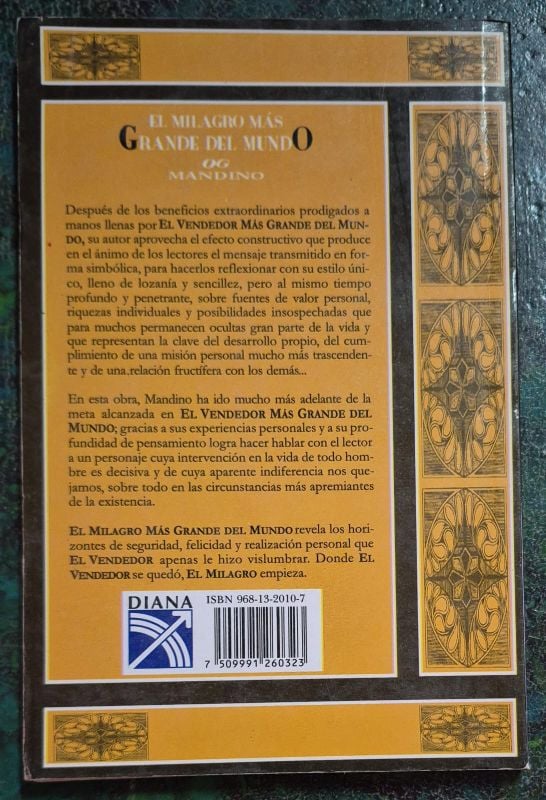 EL MILAGRO MÁS
GRANDE DEL MUNDO
OG
MANDINO
Después de los beneficios extraordinarios prodigados a
manos llenas por EL VENDEDOR MÁS GRANDE DEL MUN-
DO, su autor aprovecha el efecto constructivo que produce
en el ánimo de los lectores el mensaje transmitido en for-
ma simbólica, para hacerlos reflexionar con su estilo úni-
co, lleno de lozanía y sencillez, pero al mismo tiempo
profundo y penetrante, sobre fuentes de valor personal,
riquezas individuales y posibilidades insospechadas que
para muchos permanecen ocultas gran parte de la vida y
que representan la clave del desarrollo propio, del cum-
plimiento de una misión personal mucho más trascenden-
te y de una relación fructífera con los demás...
En esta obra, Mandino ha ido mucho más adelante de la
meta alcanzada en EL VENDEDOR MÁS GRANDE DEL
MUNDO; gracias a sus experiencias personales y a su pro-
fundidad de pensamiento logra hacer hablar con el lector
a un personaje cuya intervención en la vida de todo hom-
bre es decisiva y de cuya aparente indiferencia nos que-
jamos, sobre todo en las circunstancias más apremiantes
de la existencia.
EL MILAGRO MÁS GRANDE DEL MUNDO revela los hori-
zontes de seguridad, felicidad y realización personal que
EL VENDEDOR apenas le hizo vislumbrar. Donde EL
VENDEDOR se quedó, EL MILAGRO empieza.
DIANA
ISBN 968-13-2010-7
7 509991 260323